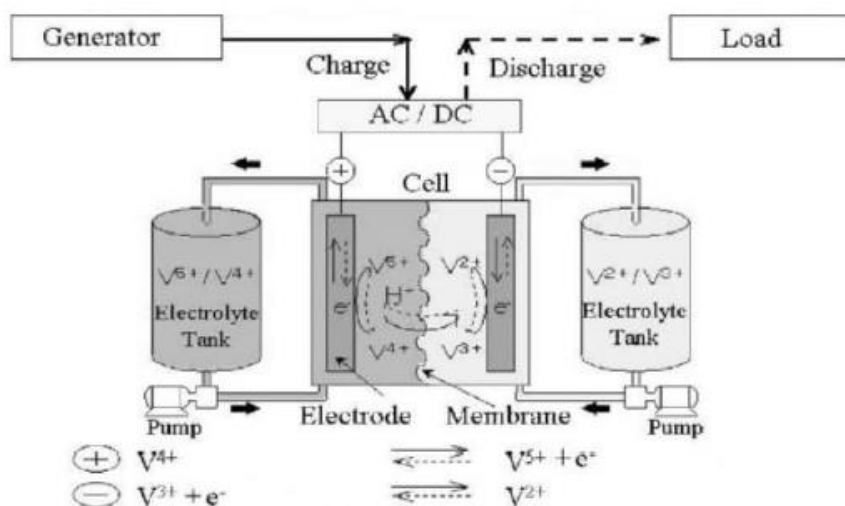 Generator
Load
Charge
Discharge
AC / DC
+
−
Cell
V⁵⁺/V⁴⁺
Electrolyte
Tank
V⁵⁺
V²⁺
H⁺
e⁻
e⁻
V⁴⁺
V³⁺
V²⁺/V³⁺
Electrolyte
Tank
Pump
Electrode
Membrane
Pump
+ V⁴⁺ V⁵⁺ + e⁻
− V³⁺ + e⁻ V²⁺